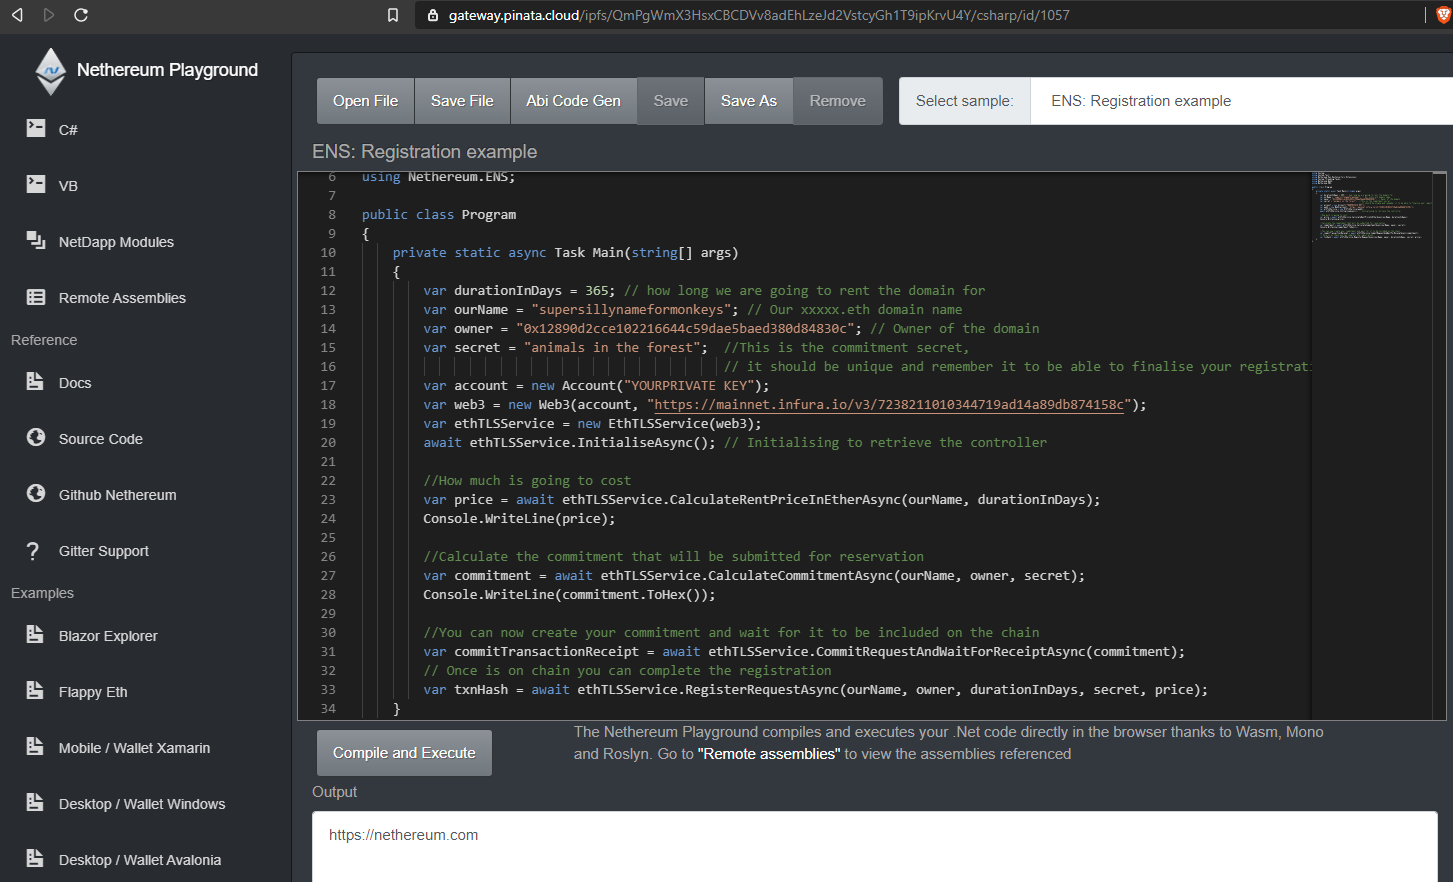 gateway.pinata.cloud/ipfs/QmPgWmX3HsxCBCDVv8adEhLzeJd2VstcyGh1T9ipKrvU4Y/csharp/id/1057
Nethereum Playground
C#
VB
NetDapp Modules
Remote Assemblies
Reference
Docs
Source Code
Github Nethereum
Gitter Support
Examples
Blazor Explorer
Flappy Eth
Mobile / Wallet Xamarin
Desktop / Wallet Windows
Desktop / Wallet Avalonia
Open File Save File Abi Code Gen Save Save As Remove Select sample: ENS: Registration example
ENS: Registration example
6 using Nethereum.ENS;
7
8 public class Program
9 {
10 private static async Task Main(string[] args)
11 {
12 var durationInDays = 365; // how long we are going to rent the domain for
13 var ourName = "supersillynameformonkeys"; // Our xxxxx.eth domain name
14 var owner = "0x12890d2cce102216644c59dae5baed380d84830c"; // Owner of the domain
15 var secret = "animals in the forest";  //This is the commitment secret,
16 // it should be unique and remember it to be able to finalise your registrati
17 var account = new Account("YOURPRIVATE KEY");
18 var web3 = new Web3(account, "https://mainnet.infura.io/v3/7238211010344719ad14a89db874158c");
19 var ethTLSService = new EthTLSService(web3);
20 await ethTLSService.InitialiseAsync(); // Initialising to retrieve the controller
21
22 //How much is going to cost
23 var price = await ethTLSService.CalculateRentPriceInEtherAsync(ourName, durationInDays);
24 Console.WriteLine(price);
25
26 //Calculate the commitment that will be submitted for reservation
27 var commitment = await ethTLSService.CalculateCommitmentAsync(ourName, owner, secret);
28 Console.WriteLine(commitment.ToHex());
29
30 //You can now create your commitment and wait for it to be included on the chain
31 var commitTransactionReceipt = await ethTLSService.CommitRequestAndWaitForReceiptAsync(commitment);
32 // Once is on chain you can complete the registration
33 var txnHash = await ethTLSService.RegisterRequestAsync(ourName, owner, durationInDays, secret, price);
34 }
Compile and Execute
The Nethereum Playground compiles and executes your .Net code directly in the browser thanks to Wasm, Mono
and Roslyn. Go to "Remote assemblies" to view the assemblies referenced
Output
https://nethereum.com